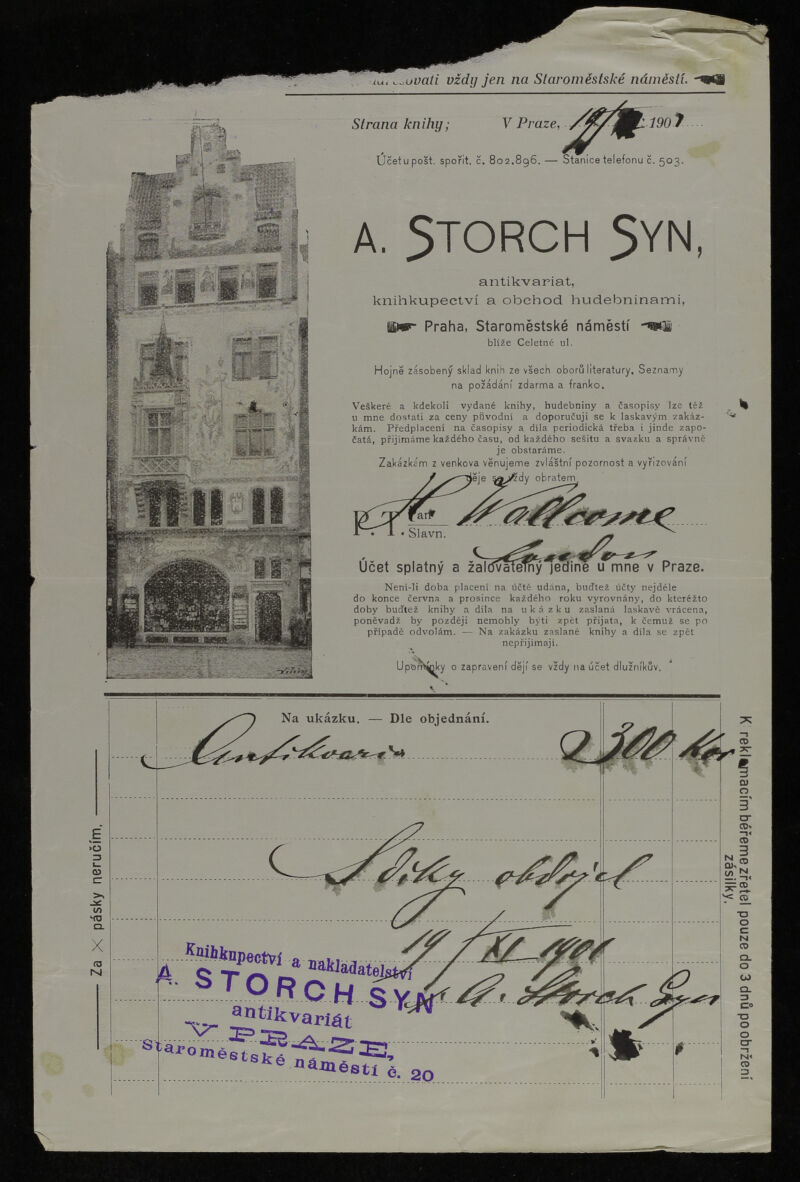 vždy jen na Staroměstské náměstí.
Strana knihy; V Praze, 19/ 190
Účet u pošt. spořit. č. 802.896. — Stanice telefonu č. 503.
A. STORCH SYN,
antikvariat,
knihkupectví a obchod hudebninami,
Praha, Staroměstské náměstí
blíže Celetné ul.
Hojně zásobený sklad knih ze všech oborů literatury. Seznamy
na požádání zdarma a franko.
Veškeré a kdekoli vydané knihy, hudebniny a časopisy lze též
u mne dostati za ceny původní a doporučuji se k laskavým zakáz-
kám. Předplacení na časopisy a díla periodická třeba i jinde zapo-
čatá, přijímáme každého času, od každého sešitu a svazku a správně
je obstaráme.
Zakázkám z venkova věnujeme zvláštní pozornost a vyřizování
děje se vždy obratem
P. T. Pan H Wallcome
Slavn.
London
Účet splatný a žalovatelný jedině u mne v Praze.
Není-li doba placení na účtě udána, buďtež účty nejdéle
do konce června a prosince každého roku vyrovnány, do kteréžto
doby buďtež knihy a díla na ukázku zaslaná laskavě vrácena,
poněvadž by později nemohly býti zpět přijata, k čemuž se po
případě odvolám. — Na zakázku zaslané knihy a díla se zpět
nepřijímají.
Upomínky o zapravení dějí se vždy na účet dlužníkův.
Na ukázku. — Dle objednání.
Antikvaria 2300 Kor
S díky obdržel
19/XI 1901
A. Storch Syn
Knihkupectví a nakladatelství
A. STORCH SYN
antikvariát
V PRAZE,
Staroměstské náměstí č. 20
Za × pásky neručím.
K reklamacím béřeme zřetel pouze do 3 dnů po obržení
zásilky.